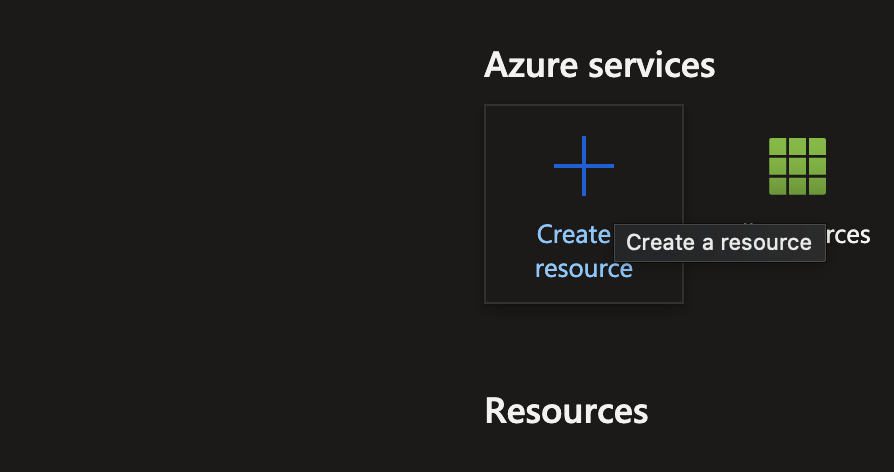 Azure services
Create
resource
Create a resource
rces
Resources